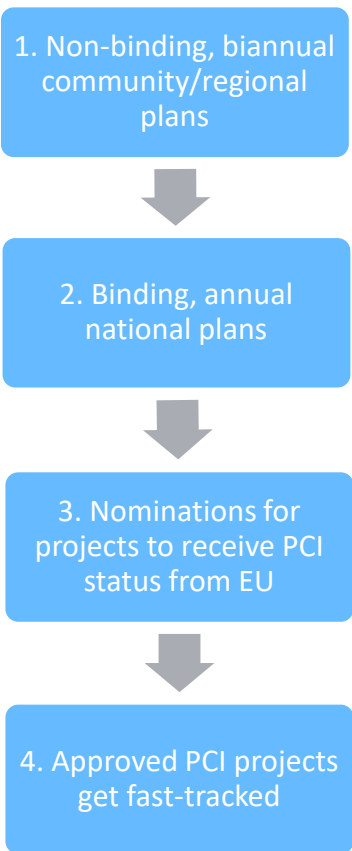 1. Non-binding, biannual
community/regional
plans
2. Binding, annual
national plans
3. Nominations for
projects to receive PCI
status from EU
4. Approved PCI projects
get fast-tracked